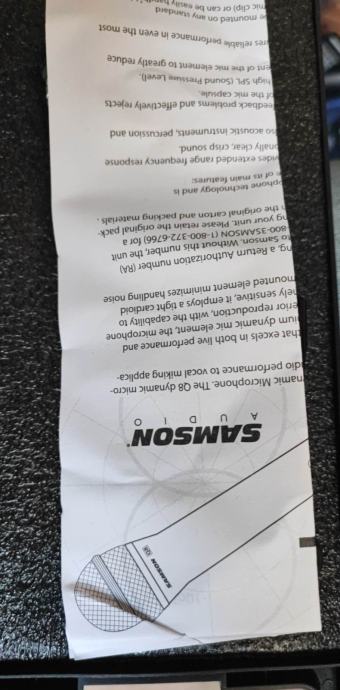 SAMSON
Q8
SAMSON®
AUDIO
namic Microphone. The Q8 dynamic micro-
dio performance to vocal miking applica-
that excels in both live performance and
ium dynamic mic element, the microphone
erior reproduction, with the capability to
nely sensitive, it employs a tight cardioid
mounted element minimizes handling noise
ng, a Return Authorization number (RA)
to Samson. Without this number, the unit
800-3SAMSON (1-800-372-6766) for a
ng your unit. Please retain the original pack-
n the original carton and packing materials.
ophone technology and is
e of its main features:
vides extended range frequency response
onally clear, crisp sound.
so acoustic instruments, percussion and
feedback problems and effectively rejects
of the mic capsule.
high SPL (Sound Pressure Level).
ent of the mic element to greatly reduce
res reliable performance in even the most
be mounted on any standard
mic clip) or can be easily